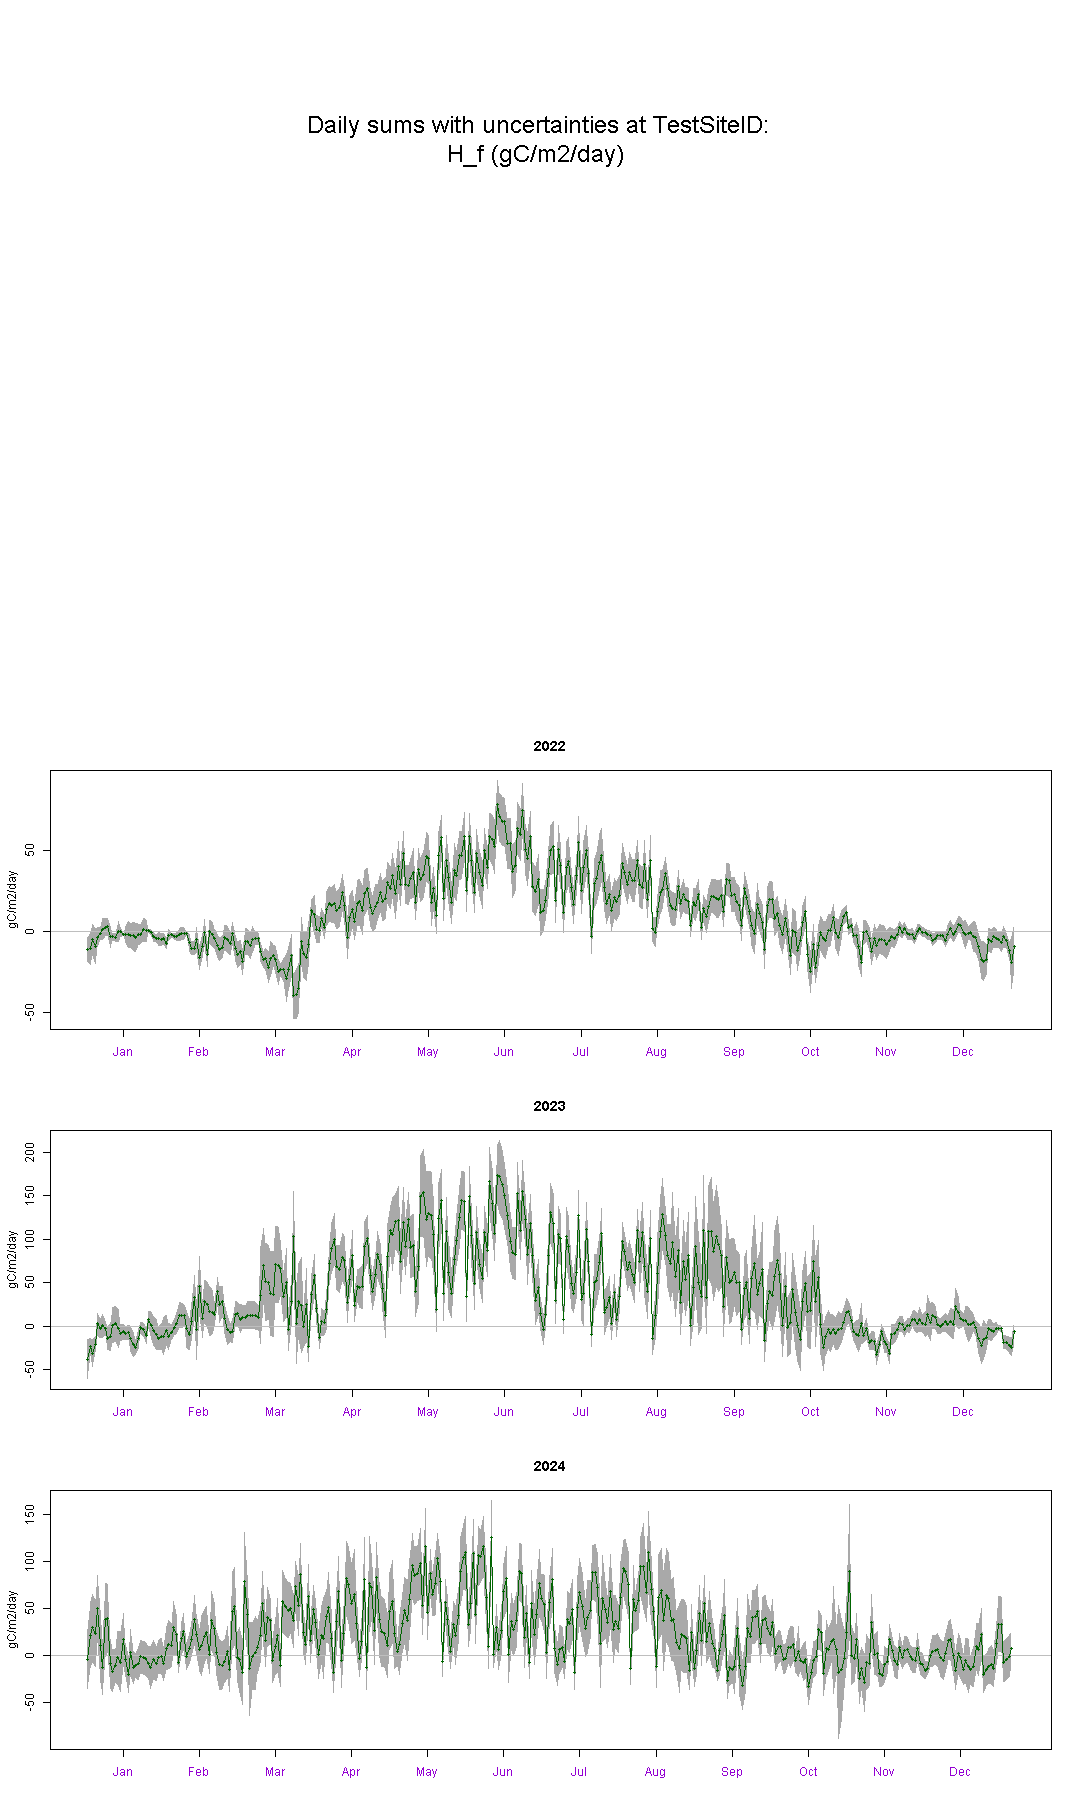 Daily sums with uncertainties at TestSiteID:
H_f (gC/m2/day)
2022
gC/m2/day
50
0
-50
Jan Feb Mar Apr May Jun Jul Aug Sep Oct Nov Dec
2023
gC/m2/day
200
150
100
50
0
-50
Jan Feb Mar Apr May Jun Jul Aug Sep Oct Nov Dec
2024
gC/m2/day
150
100
50
0
-50
Jan Feb Mar Apr May Jun Jul Aug Sep Oct Nov Dec